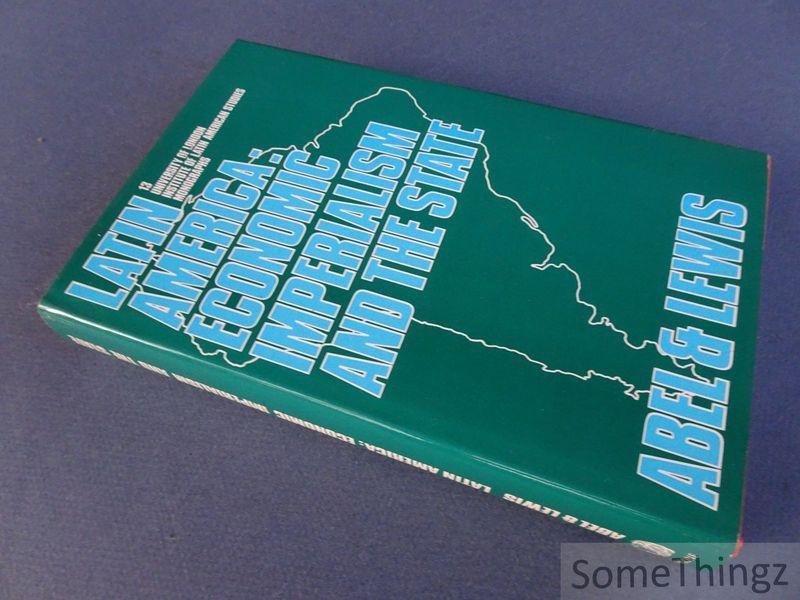 13
UNIVERSITY OF LONDON
INSTITUTE OF LATIN AMERICAN STUDIES
MONOGRAPHS
LATIN
AMERICA:
ECONOMIC
IMPERIALISM
AND THE STATE
ABEL & LEWIS
ABEL & LEWIS LATIN AMERICA: ECONOMIC IMPERIALISM AND THE STATE
SomeThingz